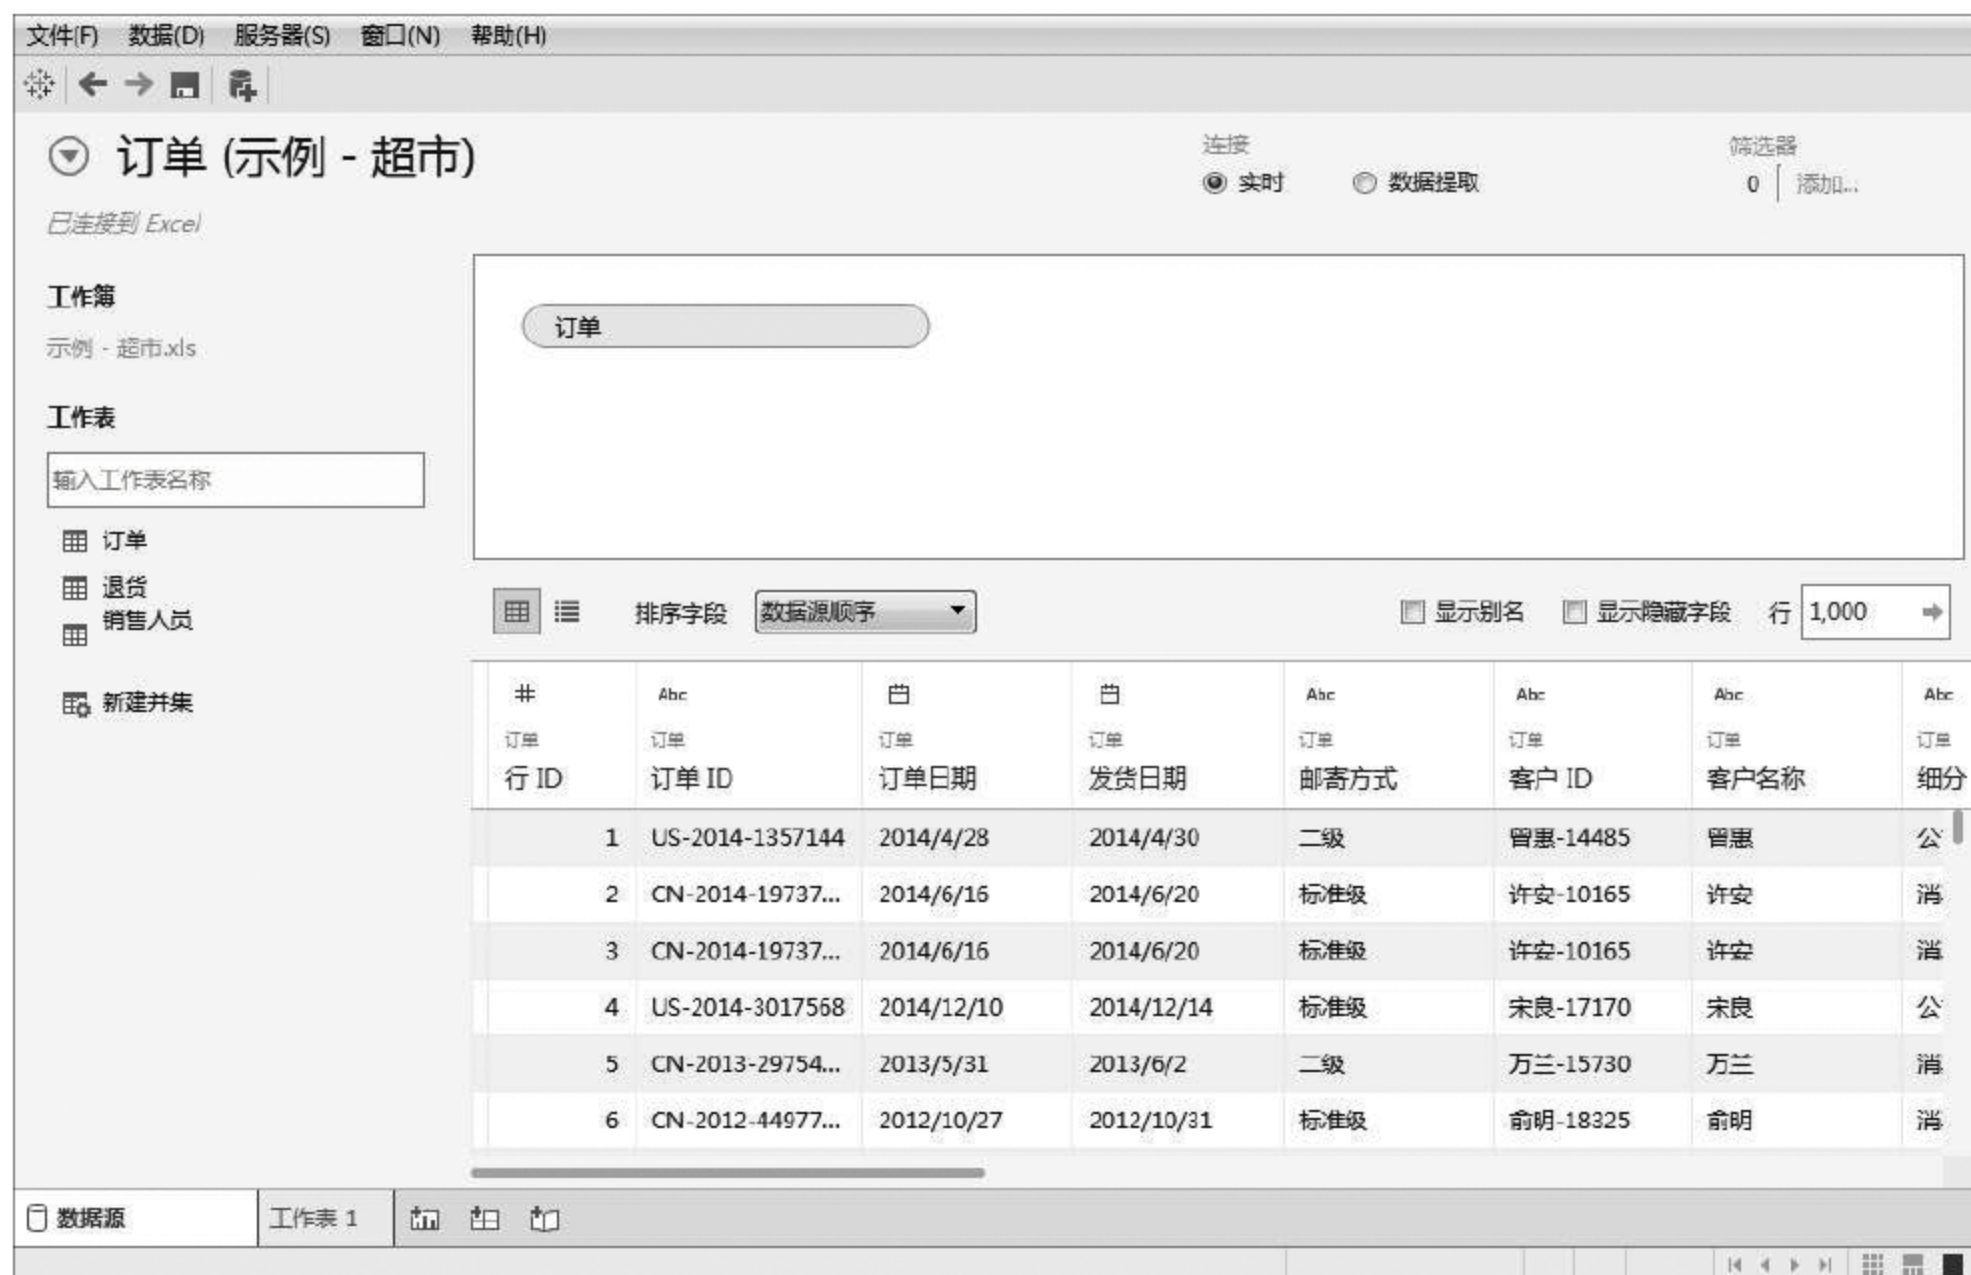 文件(F) 数据(D) 服务器(S) 窗口(N) 帮助(H)
订单 (示例 - 超市)
连接
实时 数据提取
筛选器
0 添加...
已连接到 Excel
工作簿
示例 - 超市.xls
工作表
输入工作表名称
订单
退货
销售人员
新建并集
订单
排序字段 数据源顺序 显示别名 显示隐藏字段 行 1,000
# Abc Abc Abc Abc Abc
订单 订单 订单 订单 订单 订单 订单 订单
行 ID 订单 ID 订单日期 发货日期 邮寄方式 客户 ID 客户名称 细分
1 US-2014-1357144 2014/4/28 2014/4/30 二级 曾惠-14485 曾惠 公
2 CN-2014-19737... 2014/6/16 2014/6/20 标准级 许安-10165 许安 消
3 CN-2014-19737... 2014/6/16 2014/6/20 标准级 许安-10165 许安 消
4 US-2014-3017568 2014/12/10 2014/12/14 标准级 宋良-17170 宋良 公
5 CN-2013-29754... 2013/5/31 2013/6/2 二级 万兰-15730 万兰 消
6 CN-2012-44977... 2012/10/27 2012/10/31 标准级 俞明-18325 俞明 消
数据源 工作表 1